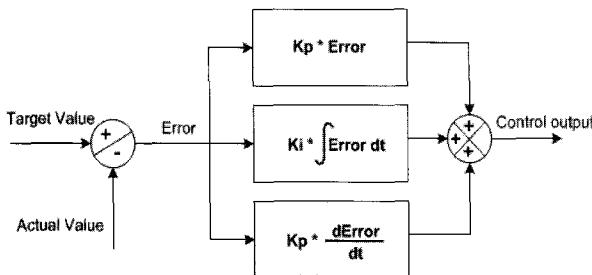 Kp * Error
Target Value
+
-
Error
Ki * ∫ Error dt
+
+
+
Control output
Actual Value
Kp * dError
dt